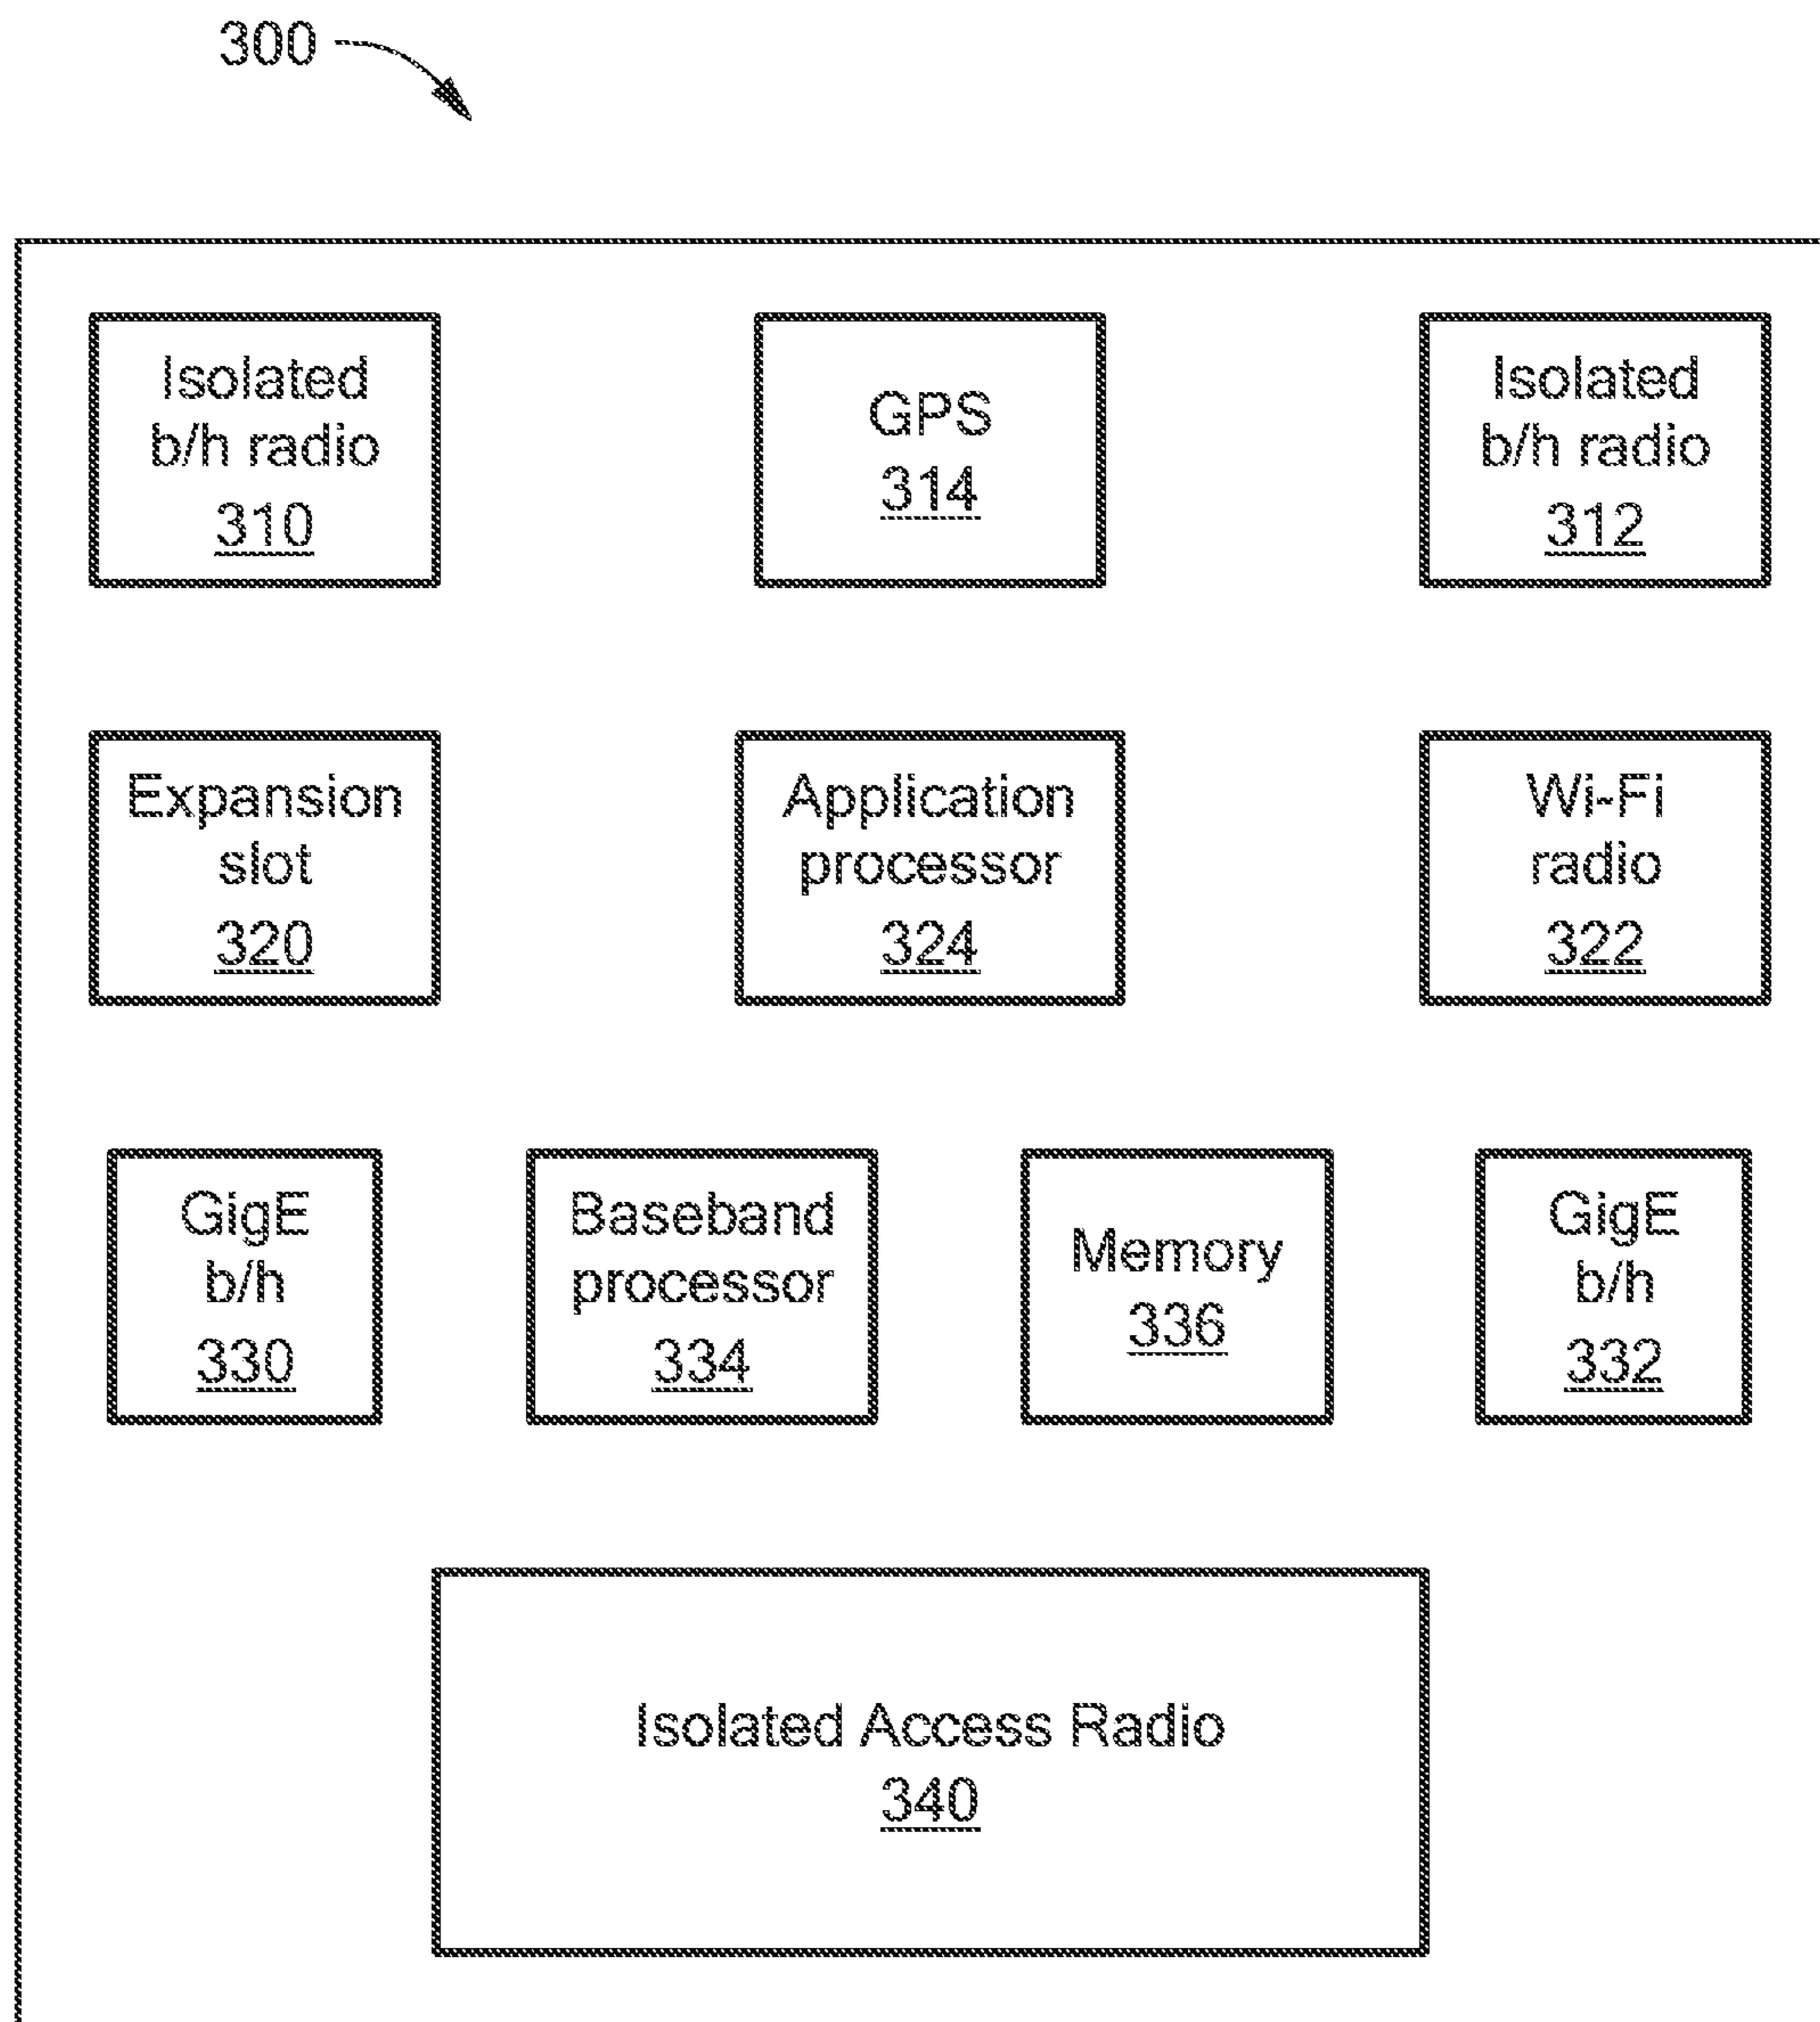 300
Isolated
b/h radio
310
GPS
314
Isolated
b/h radio
312
Expansion
slot
320
Application
processor
324
Wi-Fi
radio
322
GigE
b/h
330
Baseband
processor
334
Memory
336
GigE
b/h
332
Isolated Access Radio
340